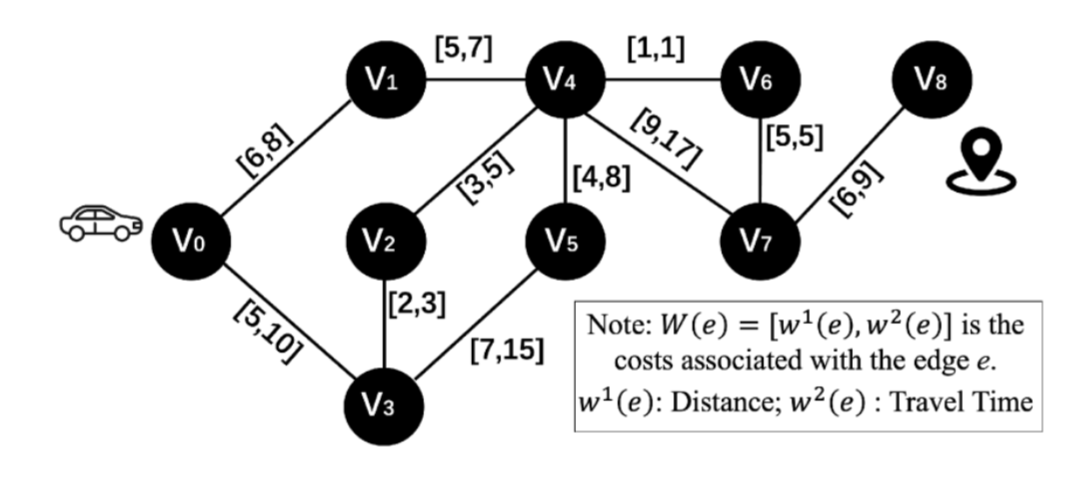 [5,7]
[1,1]
V1
V4
V6
V8
[6,8]
[9,17]
[5,5]
[3,5]
[4,8]
[6,9]
V0
V2
V5
V7
[5,10]
[2,3]
[7,15]
V3
Note: W(e) = [w¹(e), w²(e)] is the
costs associated with the edge e.
w¹(e): Distance; w²(e) : Travel Time